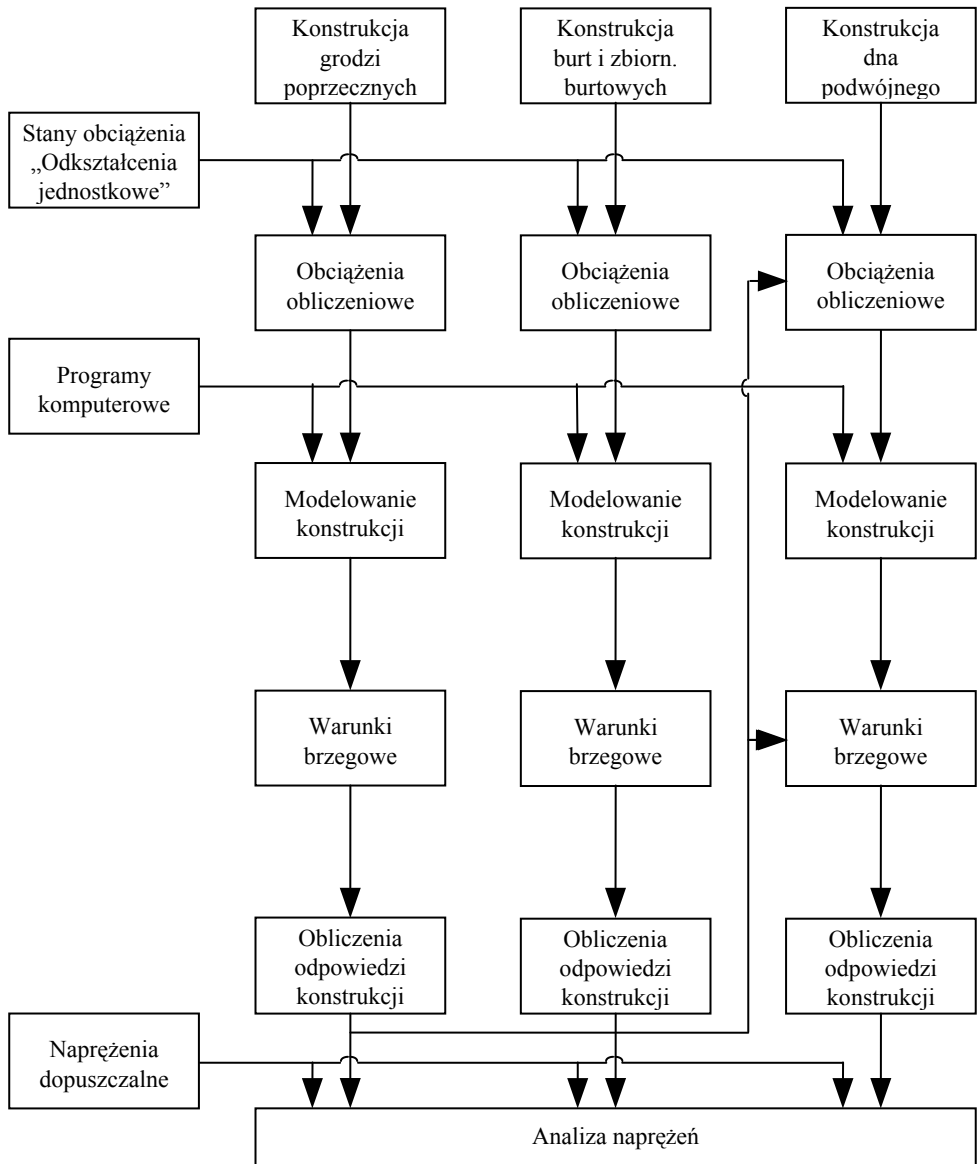 Konstrukcja
grodzi
poprzecznych
Konstrukcja
burt i zbiorn.
burtowych
Konstrukcja
dna
podwójnego
Stany obciążenia
„Odkształcenia
jednostkowe”
Obciążenia
obliczeniowe
Obciążenia
obliczeniowe
Obciążenia
obliczeniowe
Programy
komputerowe
Modelowanie
konstrukcji
Modelowanie
konstrukcji
Modelowanie
konstrukcji
Warunki
brzegowe
Warunki
brzegowe
Warunki
brzegowe
Obliczenia
odpowiedzi
konstrukcji
Obliczenia
odpowiedzi
konstrukcji
Obliczenia
odpowiedzi
konstrukcji
Naprężenia
dopuszczalne
Analiza naprężeń